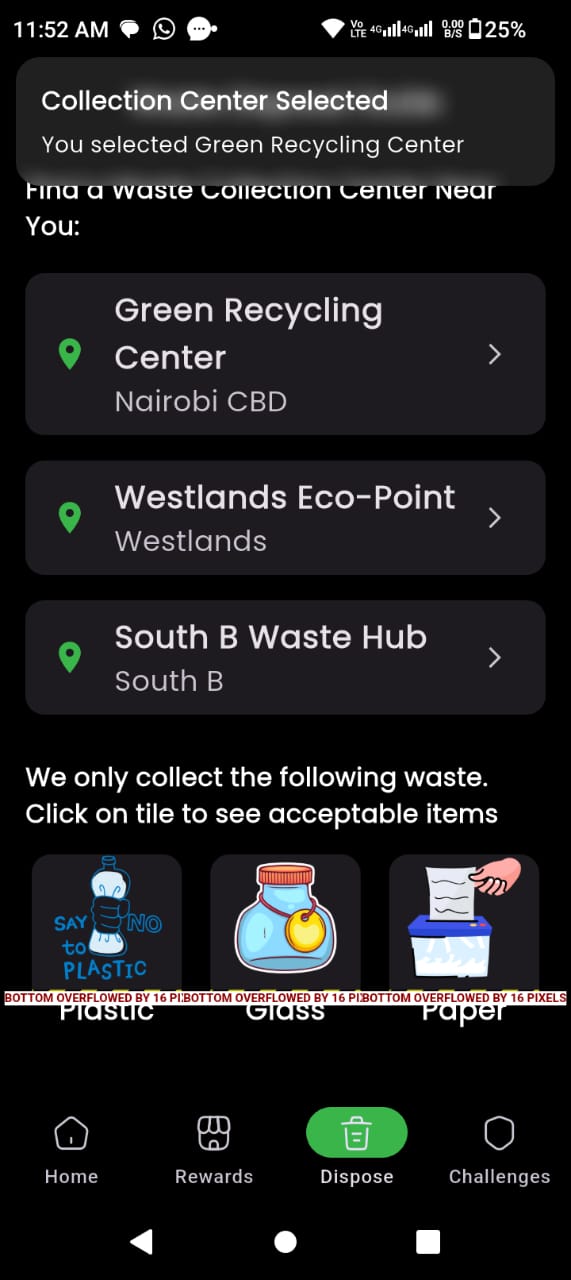 11:52 AM
Vo LTE 4G 4G 0.00 B/S 25%
Collection Center Selected
You selected Green Recycling Center
Find a Waste Collection Center Near
You:
Green Recycling
Center
Nairobi CBD
Westlands Eco-Point
Westlands
South B Waste Hub
South B
We only collect the following waste.
Click on tile to see acceptable items
SAY NO
to
PLASTIC
BOTTOM OVERFLOWED BY 16 PI BOTTOM OVERFLOWED BY 16 PI BOTTOM OVERFLOWED BY 16 PIXELS
Plastic Glass Paper
Home Rewards Dispose Challenges